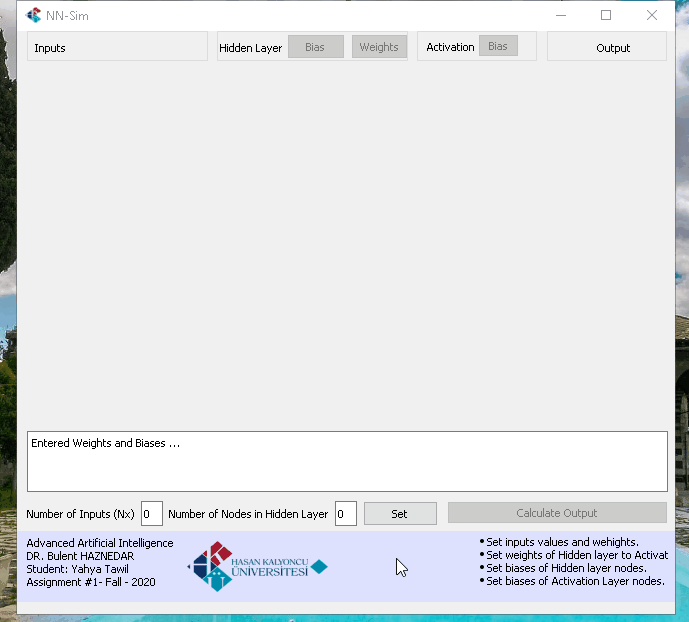 NN-Sim
Inputs
Hidden Layer Bias Weights
Activation Bias
Output
Entered Weights and Biases ...
Number of Inputs (Nx) 0 Number of Nodes in Hidden Layer 0 Set Calculate Output
Advanced Artificial Intelligence
DR. Bulent HAZNEDAR
Student: Yahya Tawil
Assignment #1- Fall - 2020
HASAN KALYONCU
ÜNİVERSİTESİ
•Set inputs values and wehights.
•Set weights of Hidden layer to Activat
•Set biases of Hidden layer nodes.
•Set biases of Activation Layer nodes.